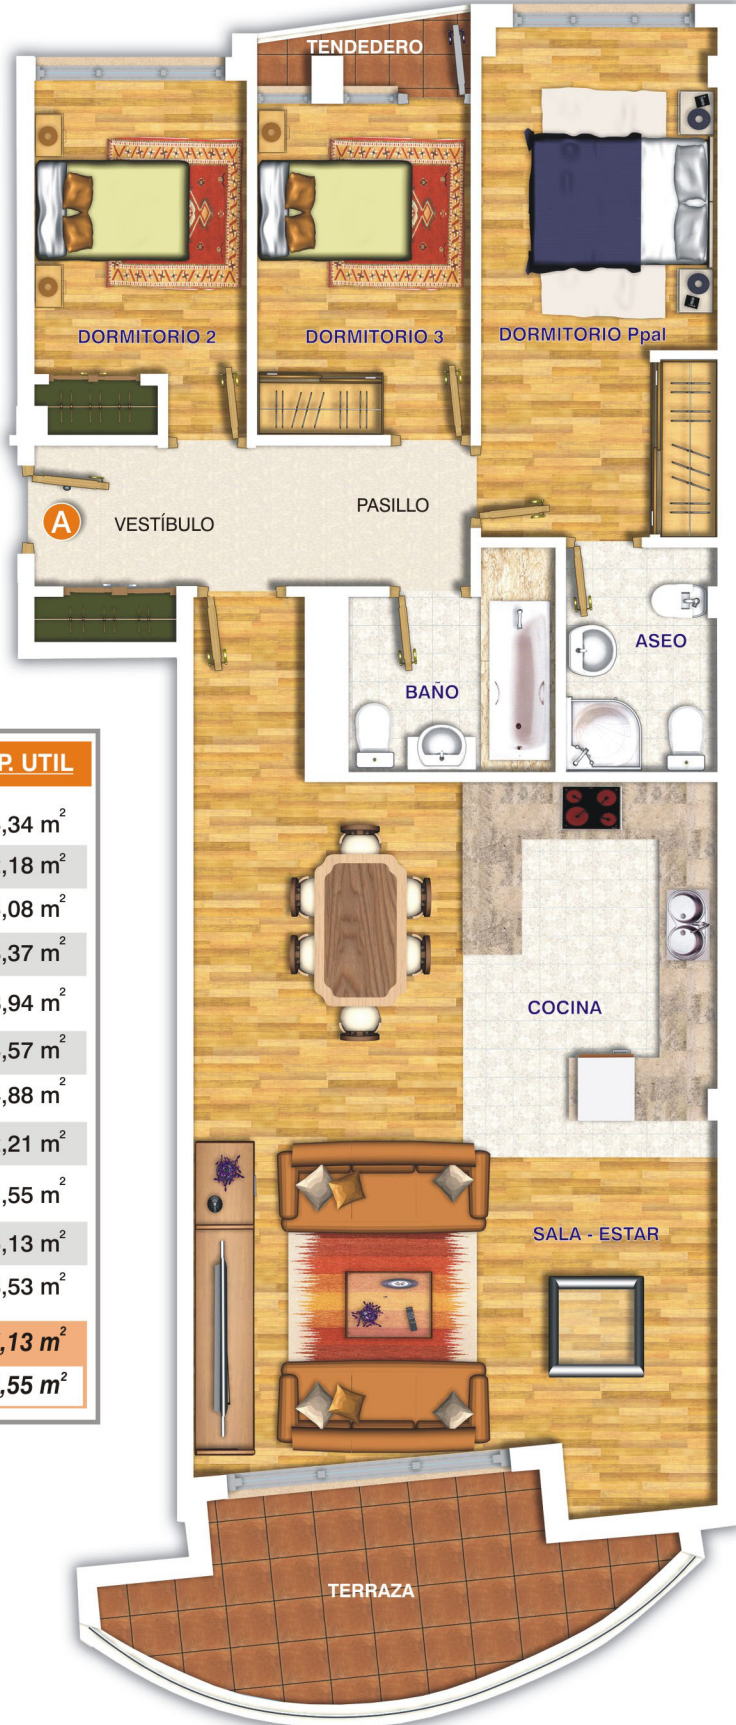 TENDEDERO
DORMITORIO 2
DORMITORIO 3
DORMITORIO Ppal
A
VESTÍBULO
PASILLO
BAÑO
ASEO
COCINA
SALA - ESTAR
TERRAZA
P. UTIL
,34 m²
,18 m²
,08 m²
,37 m²
,94 m²
,57 m²
,88 m²
,21 m²
,55 m²
,13 m²
,53 m²
,13 m²
,55 m²